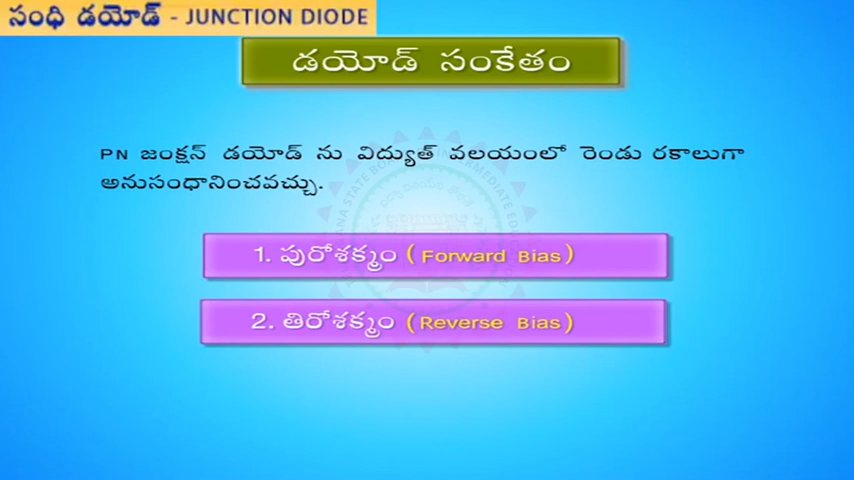 సంధి డయోడ్ - JUNCTION DIODE
డయోడ్ సంకేతం
PN జంక్షన్ డయోడ్ ను విద్యుత్ వలయంలో రెండు రకాలుగా
అనుసంధానించవచ్చు.
1. పురోశక్మం (Forward Bias)
2. తిరోశక్మం (Reverse Bias)